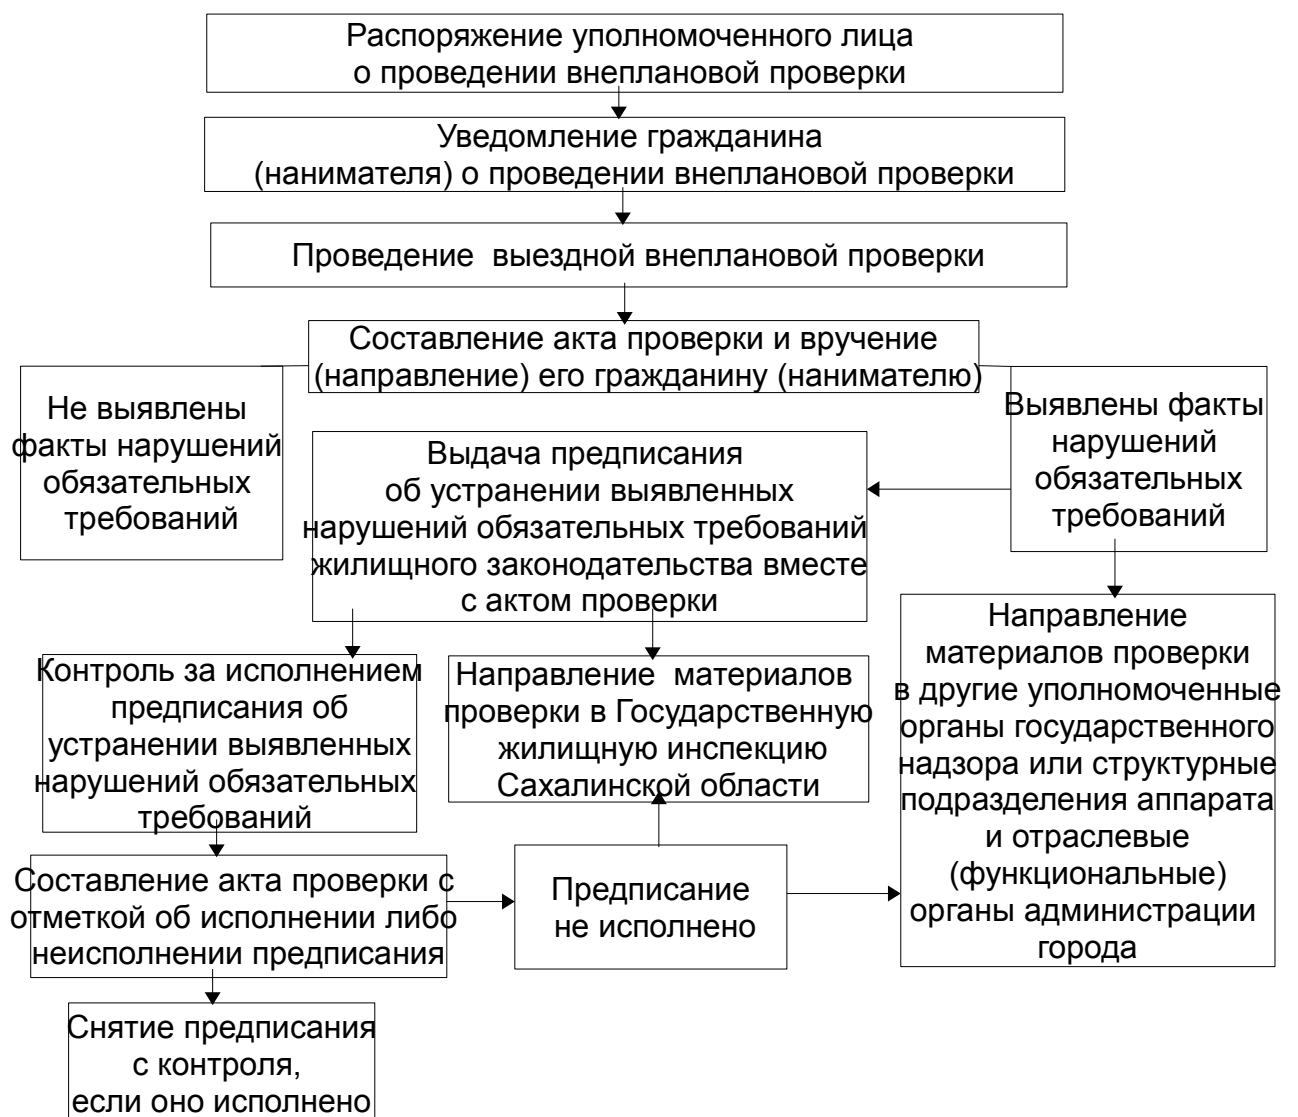 Распоряжение уполномоченного лица
о проведении внеплановой проверки
Уведомление гражданина
(нанимателя) о проведении внеплановой проверки
Проведение выездной внеплановой проверки
Составление акта проверки и вручение
(направление) его гражданину (нанимателю)
Не выявлены
факты нарушений
обязательных
требований
Выявлены факты
нарушений
обязательных
требований
Выдача предписания
об устранении выявленных
нарушений обязательных требований
жилищного законодательства вместе
с актом проверки
Контроль за исполнением
предписания об
устранении выявленных
нарушений обязательных
требований
Направление материалов
проверки в Государственную
жилищную инспекцию
Сахалинской области
Направление
материалов проверки
в другие уполномоченные
органы государственного
надзора или структурные
подразделения аппарата
и отраслевые
(функциональные)
органы администрации
города
Составление акта проверки с
отметкой об исполнении либо
неисполнении предписания
Предписание
не исполнено
Снятие предписания
с контроля,
если оно исполнено